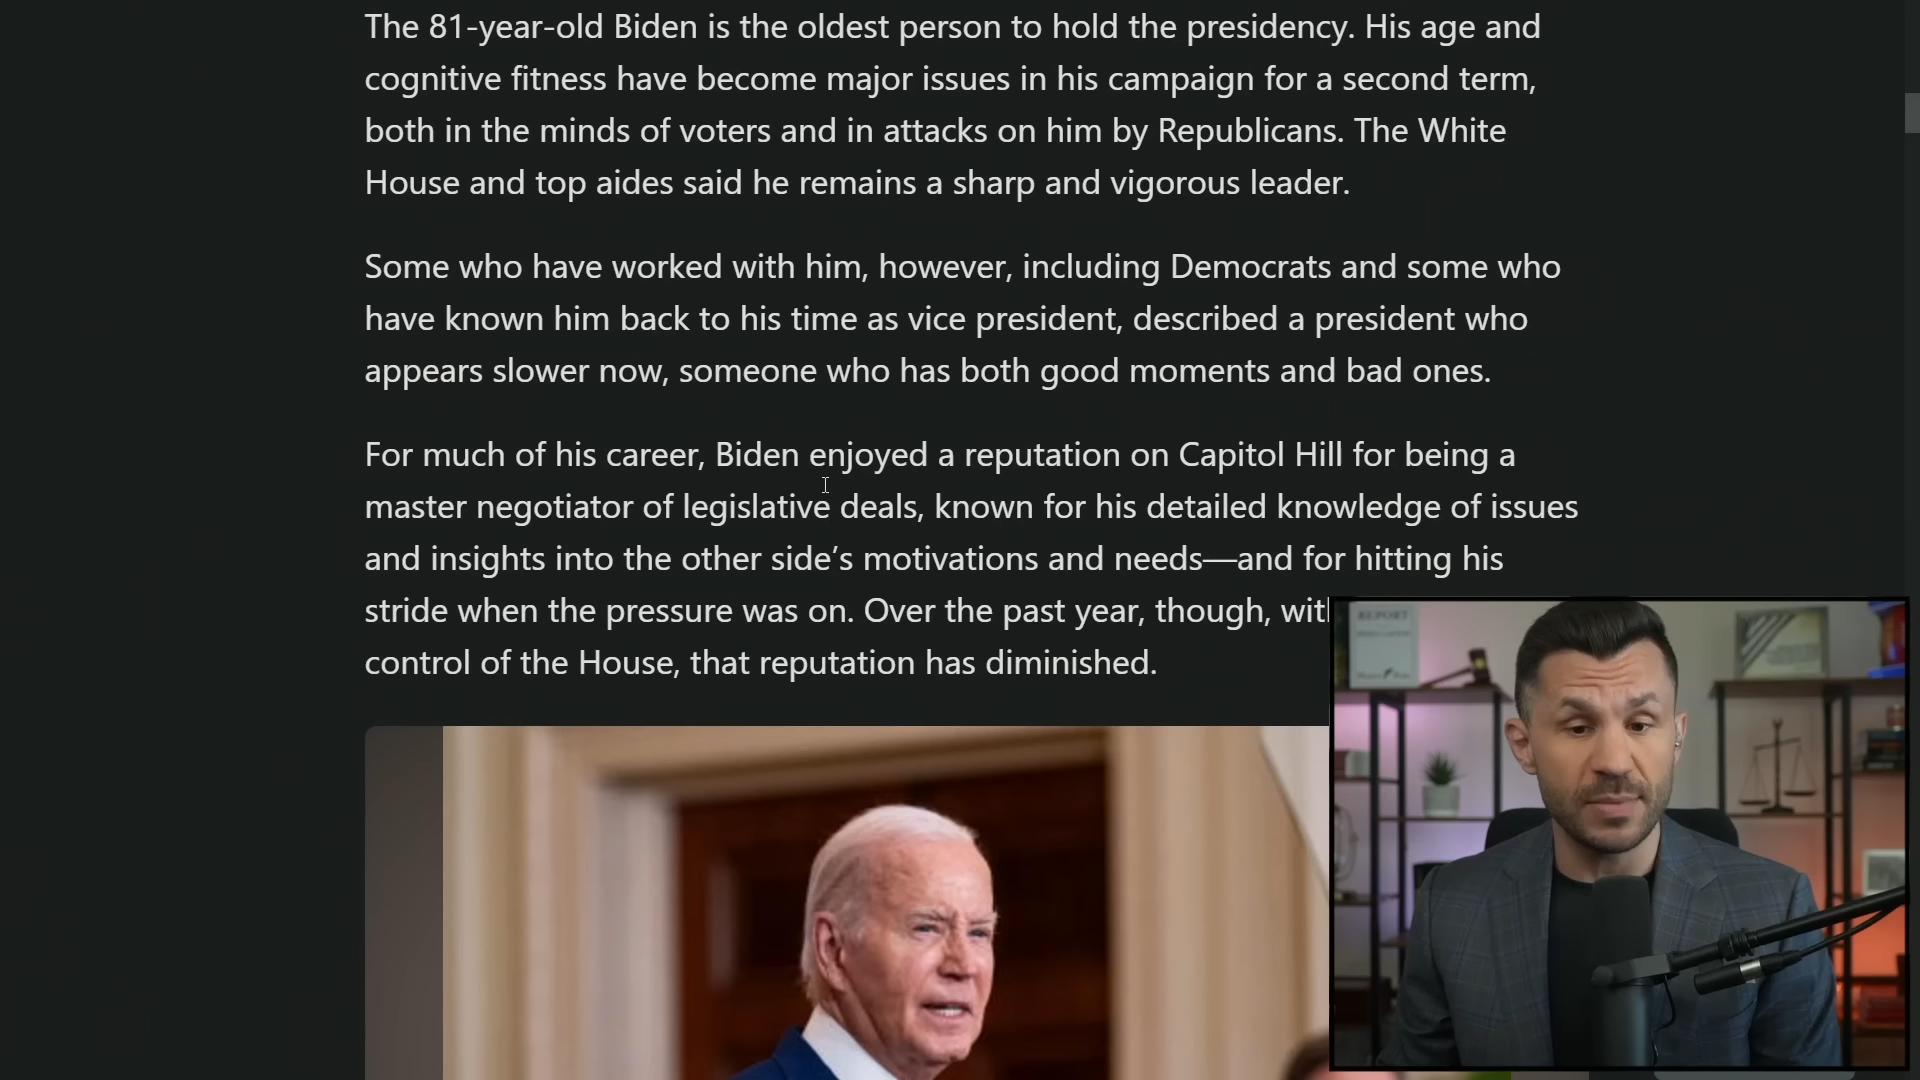 The 81-year-old Biden is the oldest person to hold the presidency. His age and
cognitive fitness have become major issues in his campaign for a second term,
both in the minds of voters and in attacks on him by Republicans. The White
House and top aides said he remains a sharp and vigorous leader.
Some who have worked with him, however, including Democrats and some who
have known him back to his time as vice president, described a president who
appears slower now, someone who has both good moments and bad ones.
For much of his career, Biden enjoyed a reputation on Capitol Hill for being a
master negotiator of legislative deals, known for his detailed knowledge of issues
and insights into the other side’s motivations and needs—and for hitting his
stride when the pressure was on. Over the past year, though,
control of the House, that reputation has diminished.
REPORT